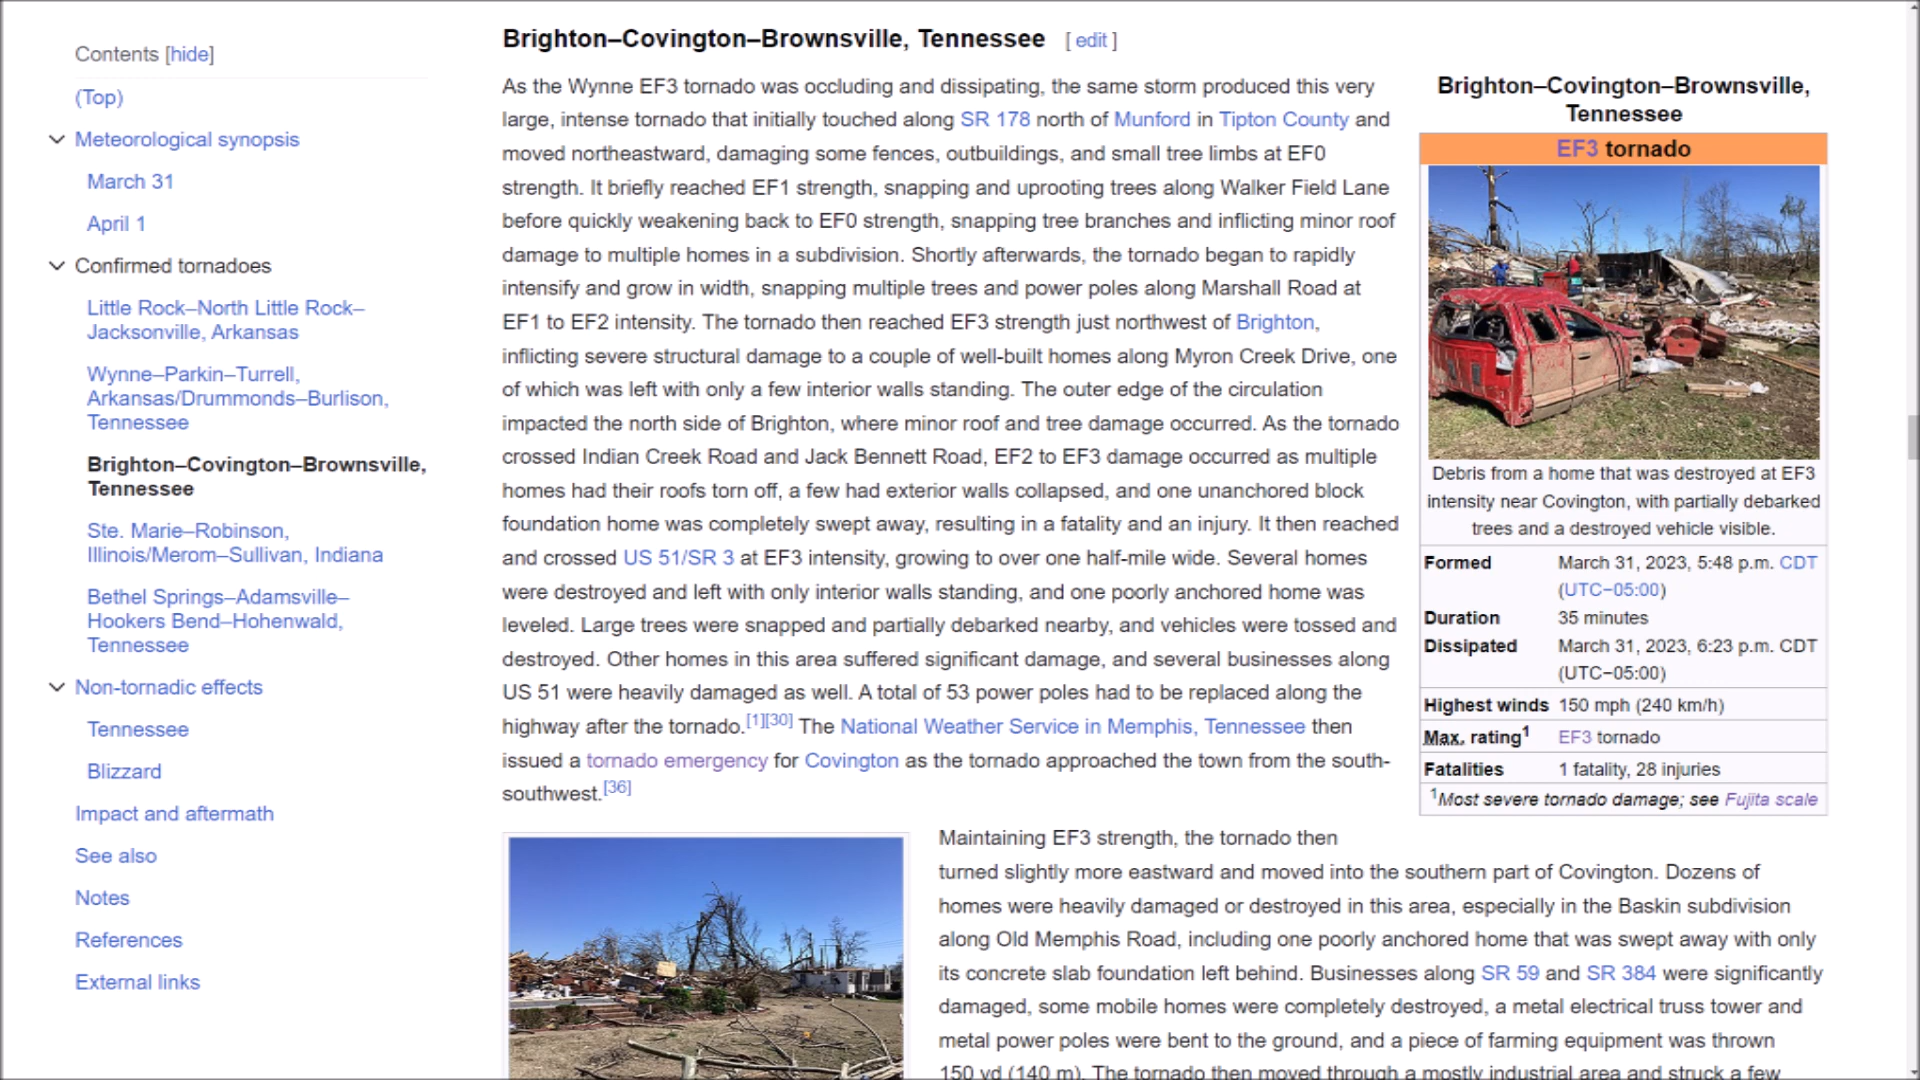 Contents [hide]
(Top)
Meteorological synopsis
March 31
April 1
Confirmed tornadoes
Little Rock–North Little Rock–
Jacksonville, Arkansas
Wynne–Parkin–Turrell,
Arkansas/Drummonds–Burlison,
Tennessee
Brighton–Covington–Brownsville,
Tennessee
Ste. Marie–Robinson,
Illinois/Merom–Sullivan, Indiana
Bethel Springs–Adamsville–
Hookers Bend–Hohenwald,
Tennessee
Non-tornadic effects
Tennessee
Blizzard
Impact and aftermath
See also
Notes
References
External links
Brighton–Covington–Brownsville, Tennessee [ edit ]
As the Wynne EF3 tornado was occluding and dissipating, the same storm produced this very
large, intense tornado that initially touched along SR 178 north of Munford in Tipton County and
moved northeastward, damaging some fences, outbuildings, and small tree limbs at EF0
strength. It briefly reached EF1 strength, snapping and uprooting trees along Walker Field Lane
before quickly weakening back to EF0 strength, snapping tree branches and inflicting minor roof
damage to multiple homes in a subdivision. Shortly afterwards, the tornado began to rapidly
intensify and grow in width, snapping multiple trees and power poles along Marshall Road at
EF1 to EF2 intensity. The tornado then reached EF3 strength just northwest of Brighton,
inflicting severe structural damage to a couple of well-built homes along Myron Creek Drive, one
of which was left with only a few interior walls standing. The outer edge of the circulation
impacted the north side of Brighton, where minor roof and tree damage occurred. As the tornado
crossed Indian Creek Road and Jack Bennett Road, EF2 to EF3 damage occurred as multiple
homes had their roofs torn off, a few had exterior walls collapsed, and one unanchored block
foundation home was completely swept away, resulting in a fatality and an injury. It then reached
and crossed US 51/SR 3 at EF3 intensity, growing to over one half-mile wide. Several homes
were destroyed and left with only interior walls standing, and one poorly anchored home was
leveled. Large trees were snapped and partially debarked nearby, and vehicles were tossed and
destroyed. Other homes in this area suffered significant damage, and several businesses along
US 51 were heavily damaged as well. A total of 53 power poles had to be replaced along the
highway after the tornado.[1][30] The National Weather Service in Memphis, Tennessee then
issued a tornado emergency for Covington as the tornado approached the town from the south-
southwest.[36]
Brighton–Covington–Brownsville,
Tennessee
EF3 tornado
Debris from a home that was destroyed at EF3
intensity near Covington, with partially debarked
trees and a destroyed vehicle visible.
Formed March 31, 2023, 5:48 p.m. CDT
(UTC−05:00)
Duration 35 minutes
Dissipated March 31, 2023, 6:23 p.m. CDT
(UTC−05:00)
Highest winds 150 mph (240 km/h)
Max. rating1 EF3 tornado
Fatalities 1 fatality, 28 injuries
1Most severe tornado damage; see Fujita scale
Maintaining EF3 strength, the tornado then
turned slightly more eastward and moved into the southern part of Covington. Dozens of
homes were heavily damaged or destroyed in this area, especially in the Baskin subdivision
along Old Memphis Road, including one poorly anchored home that was swept away with only
its concrete slab foundation left behind. Businesses along SR 59 and SR 384 were significantly
damaged, some mobile homes were completely destroyed, a metal electrical truss tower and
metal power poles were bent to the ground, and a piece of farming equipment was thrown
150 yd (140 m). The tornado then moved through a mostly industrial area and struck a few